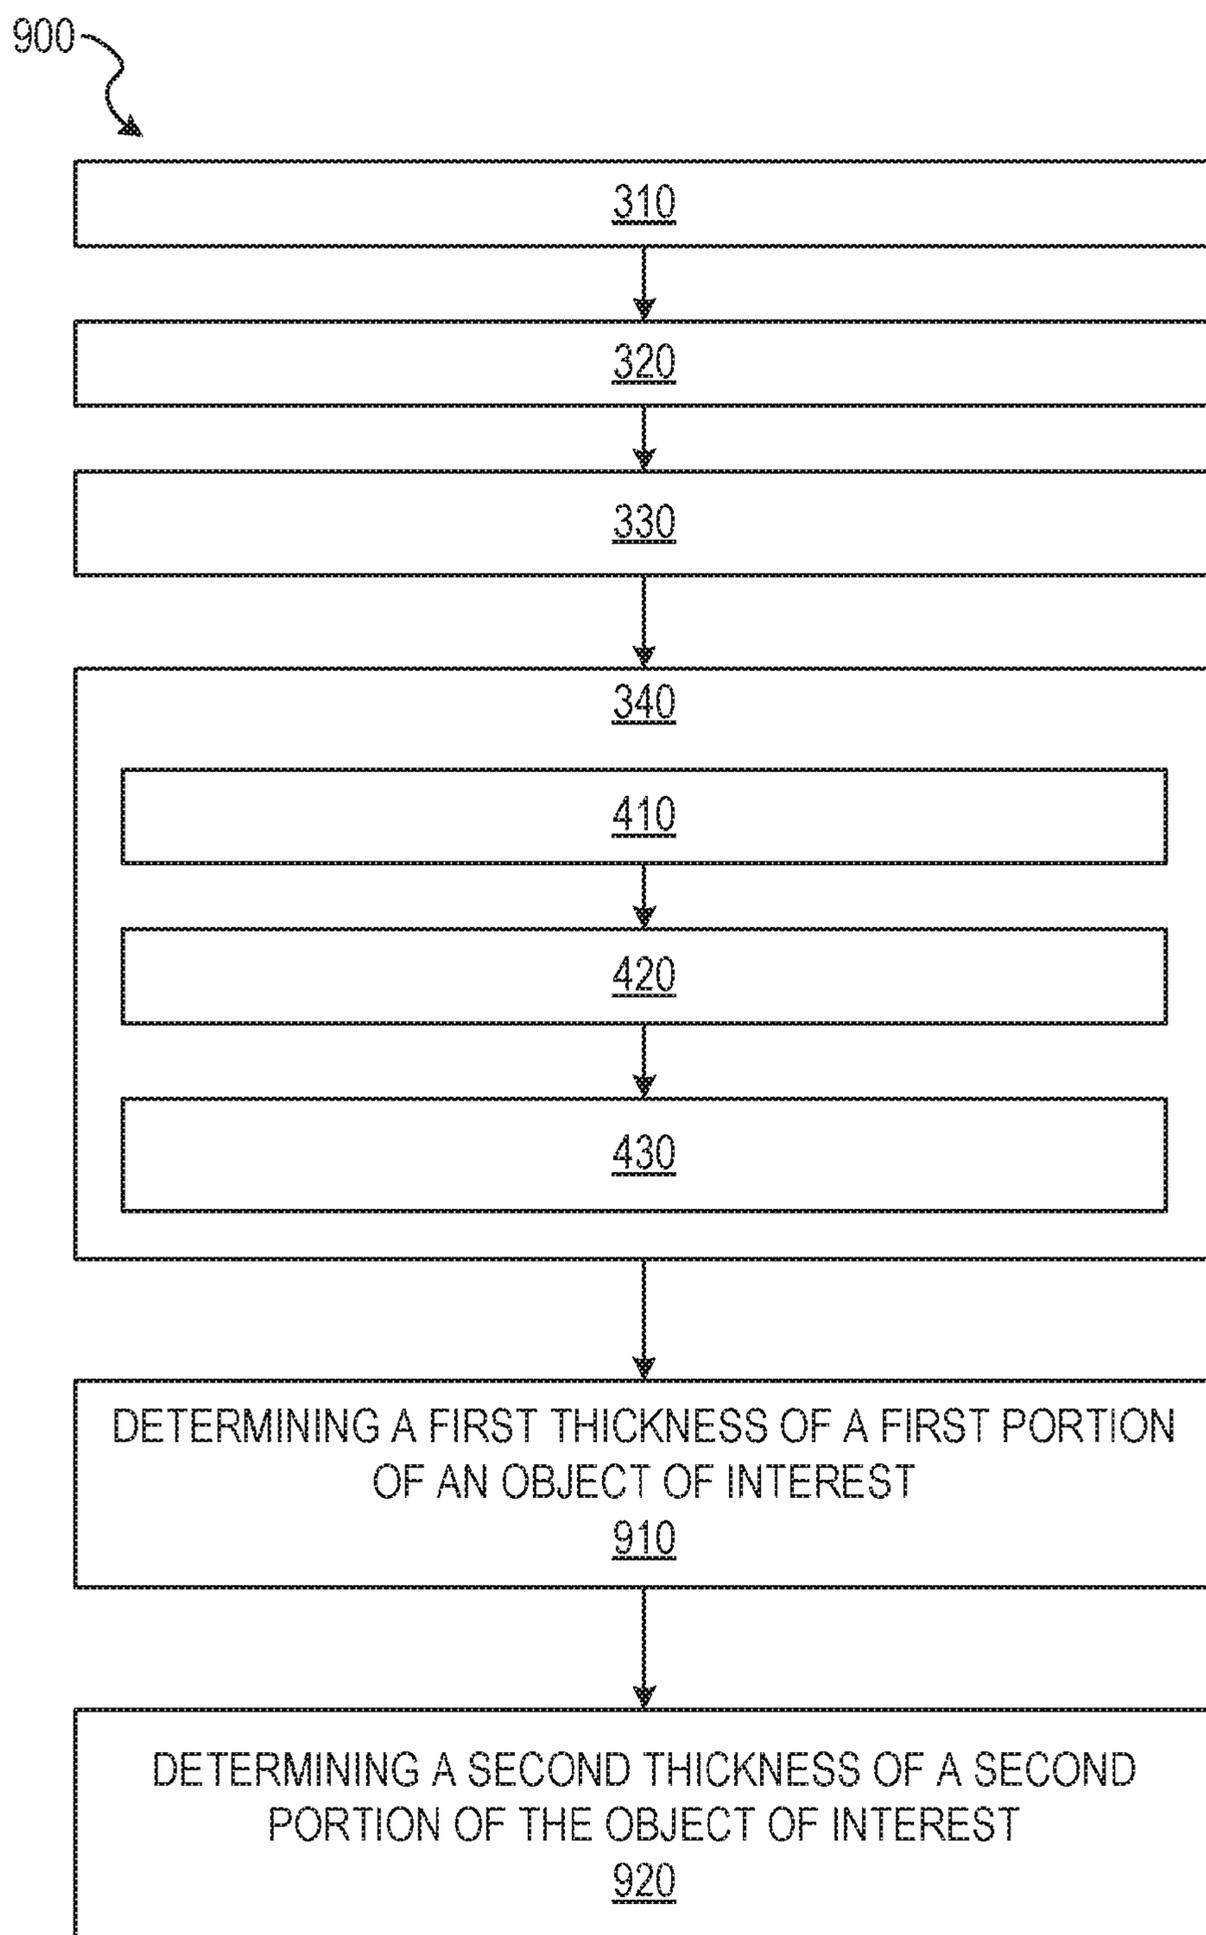 900
310
320
330
340
410
420
430
DETERMINING A FIRST THICKNESS OF A FIRST PORTION
OF AN OBJECT OF INTEREST
910
DETERMINING A SECOND THICKNESS OF A SECOND
PORTION OF THE OBJECT OF INTEREST
920